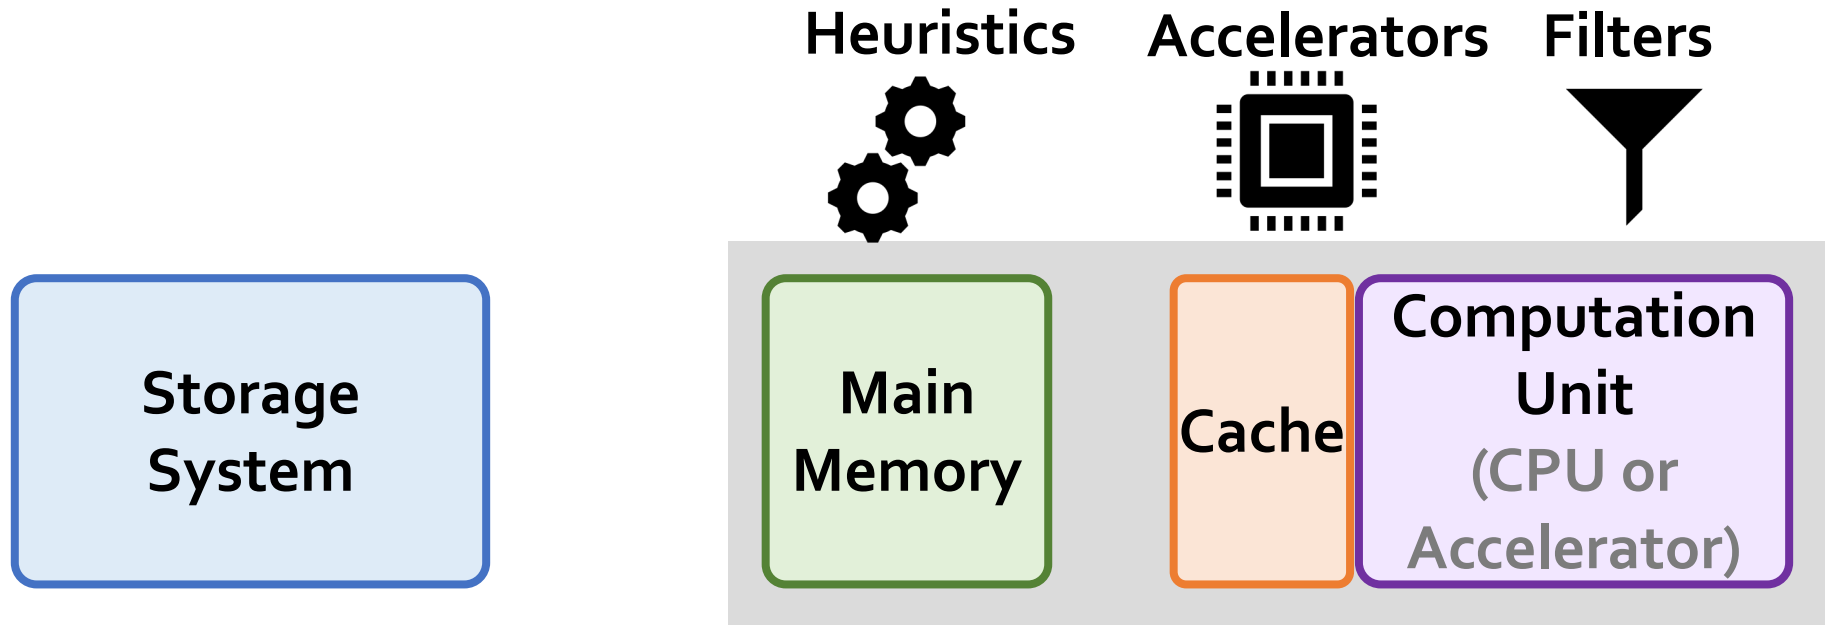 Heuristics
Accelerators
Filters
Storage
System
Main
Memory
Cache
Computation
Unit
(CPU or
Accelerator)